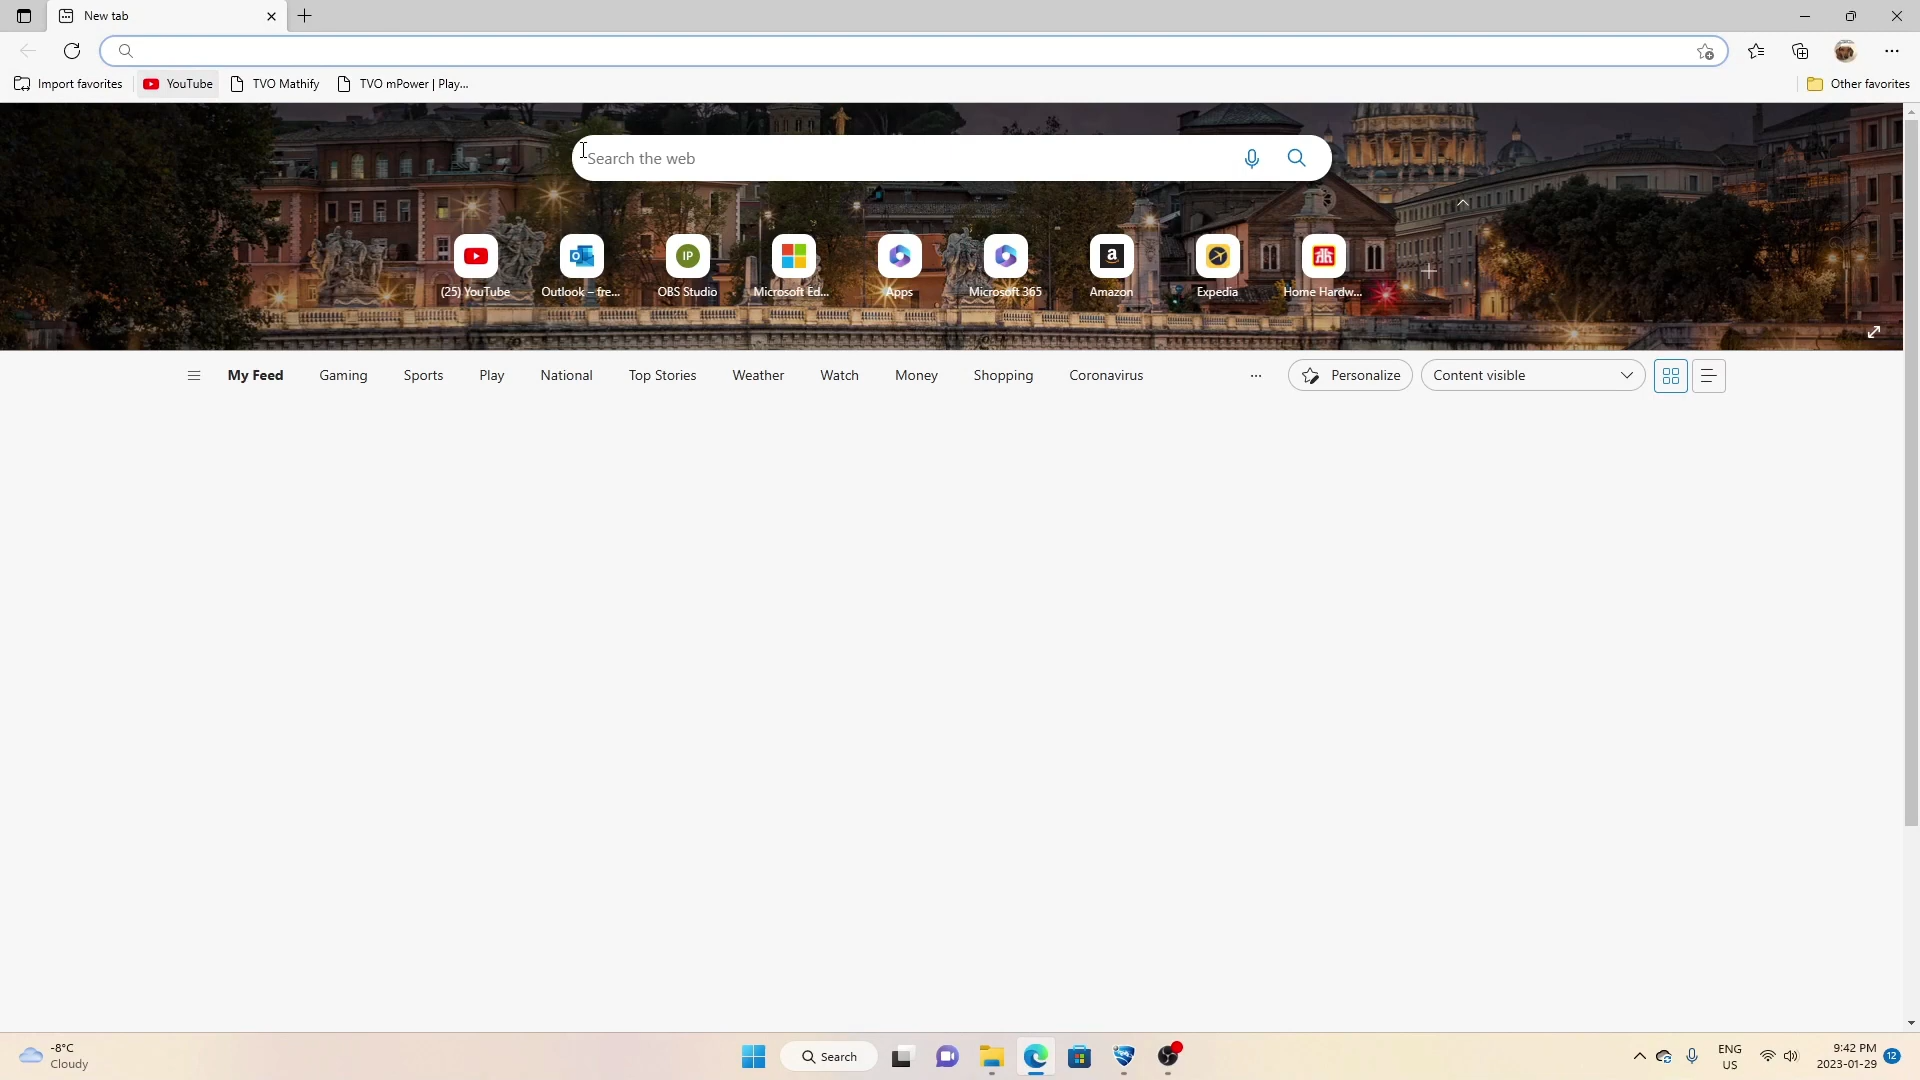 New tab
Import favorites
YouTube
TVO Mathify
TVO mPower | Play...
Other favorites
Search the web
(25) YouTube
Outlook – fre...
IP
OBS Studio
Microsoft Ed...
Apps
Microsoft 365
a
Amazon
Expedia
Home Hardw...
My Feed
Gaming
Sports
Play
National
Top Stories
Weather
Watch
Money
Shopping
Coronavirus
...
Personalize
Content visible
-8°C
Cloudy
Search
ENG
US
9:42 PM
2023-01-29
12